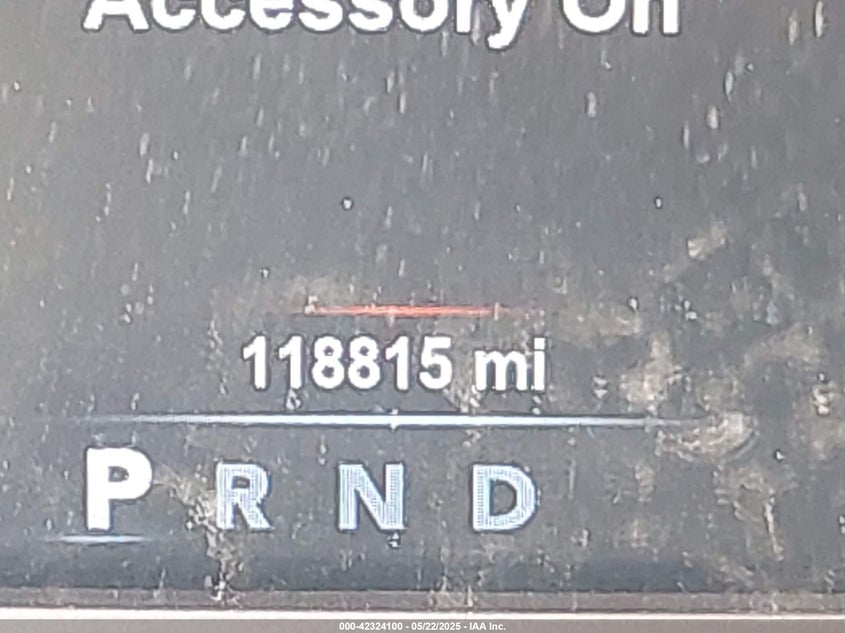 Accessory On
118815 mi
P R N D
000-42324100 - 05/22/2025 - IAA Inc.